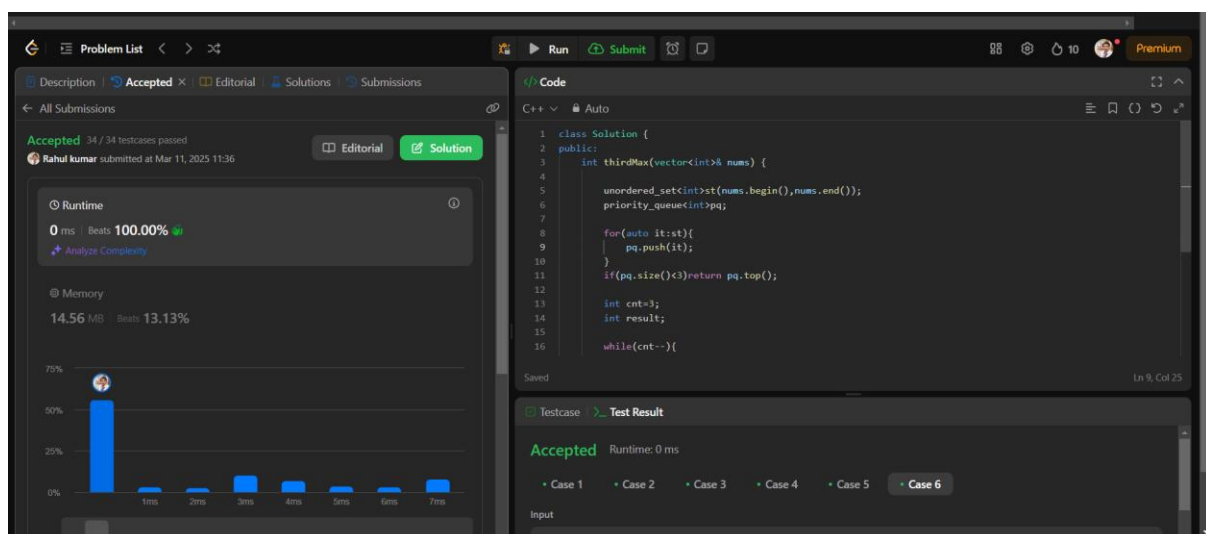 Problem List
Run
Submit
10
Premium
Description
Accepted
Editorial
Solutions
Submissions
All Submissions
Accepted 34 / 34 testcases passed
Rahul kumar submitted at Mar 11, 2025 11:36
Editorial
Solution
Runtime
0 ms Beats 100.00%
Analyze Complexity
Memory
14.56 MB Beats 13.13%
75%
50%
25%
0%
1ms 2ms 3ms 4ms 5ms 6ms 7ms
</> Code
C++
Auto
1 class Solution {
2 public:
3 int thirdMax(vector<int>& nums) {
4
5 unordered_set<int>st(nums.begin(),nums.end());
6 priority_queue<int>pq;
7
8 for(auto it:st){
9 pq.push(it);
10 }
11 if(pq.size()<3)return pq.top();
12
13 int cnt=3;
14 int result;
15
16 while(cnt--){
Saved
Ln 9, Col 25
Testcase
>_ Test Result
Accepted Runtime: 0 ms
• Case 1 • Case 2 • Case 3 • Case 4 • Case 5 • Case 6
Input